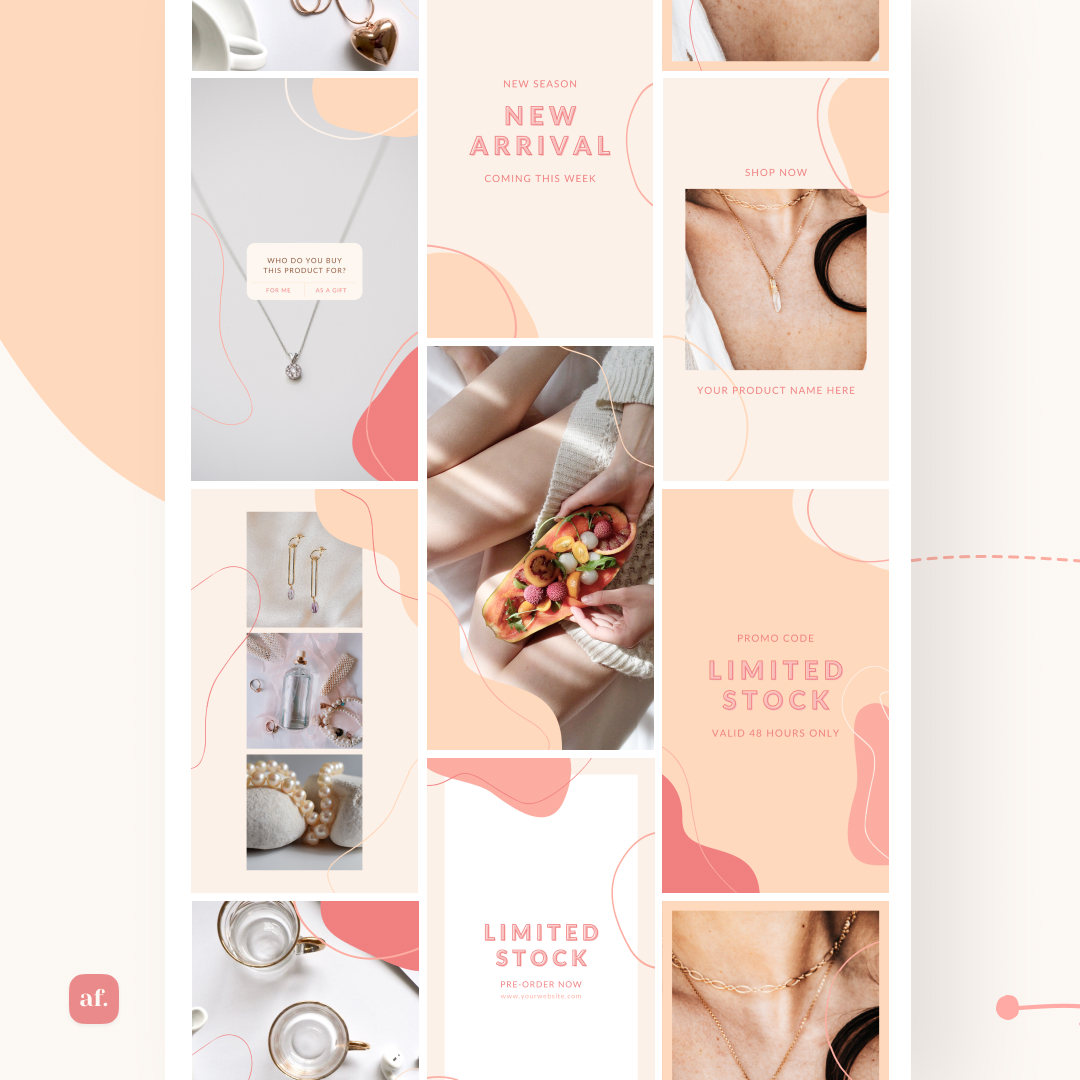 NEW SEASON
NEW
ARRIVAL
COMING THIS WEEK
SHOP NOW
YOUR PRODUCT NAME HERE
WHO DO YOU BUY
THIS PRODUCT FOR?
FOR ME
AS A GIFT
PROMO CODE
LIMITED
STOCK
VALID 48 HOURS ONLY
LIMITED
STOCK
PRE-ORDER NOW
www.yourwebsite.com
af.